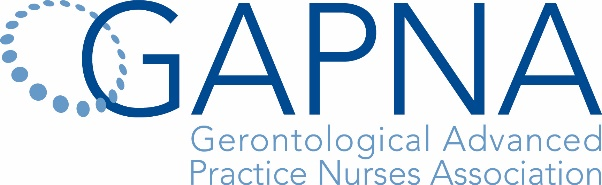 GAPNA
Gerontological Advanced
Practice Nurses Association